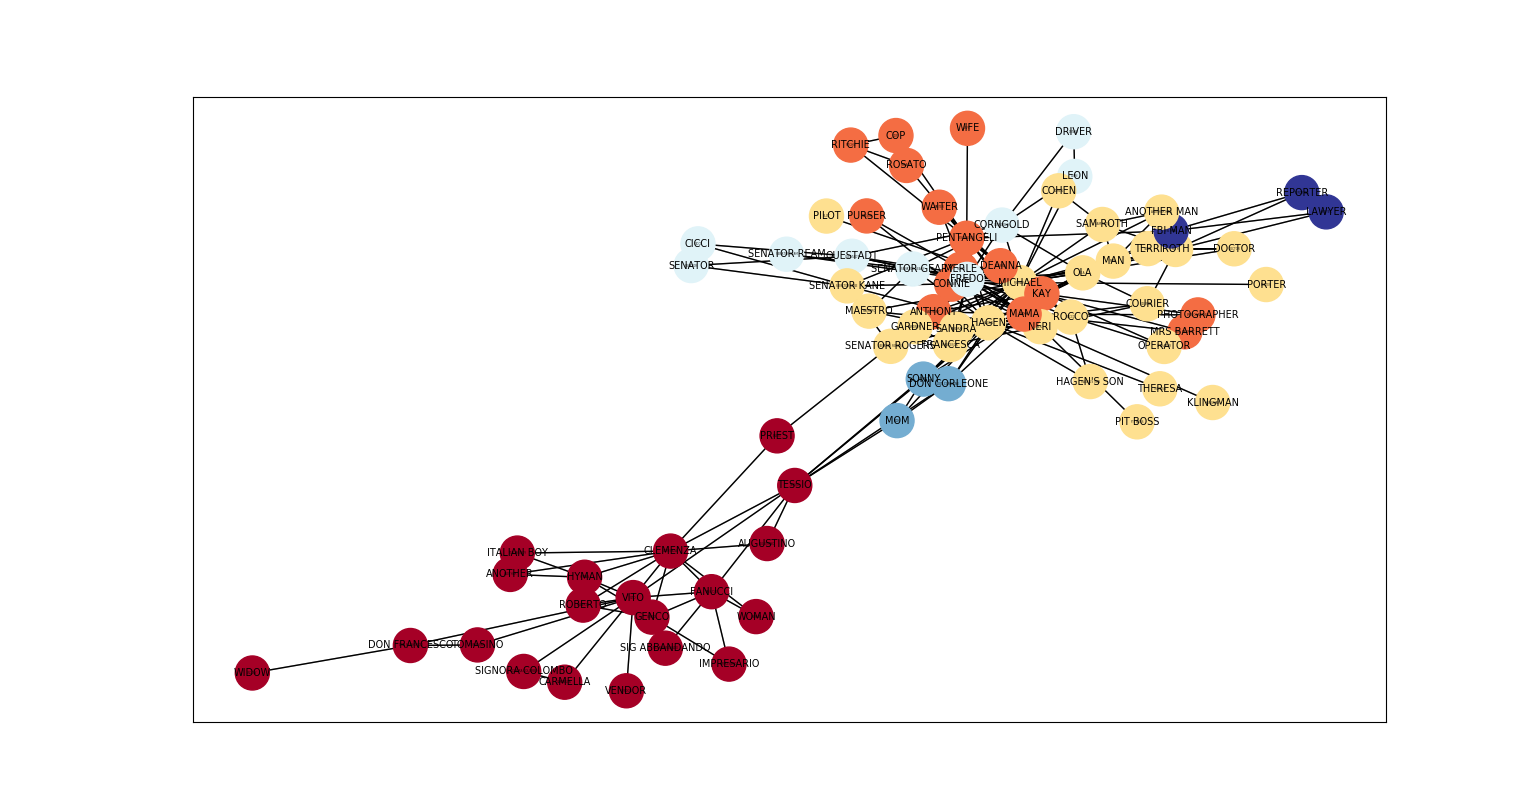 WIFE
DRIVER
COP
RITCHIE
ROSATO
LEON
COHEN
REPORTER
WAITER
LAWYER
ANOTHER MAN
PILOT
PURSER
CORNGOLD
SAM ROTH
FBI MAN
PENTANGELI
CICCI
TERRI
ROTH
DOCTOR
SENATOR REAM
QUESTADT
MAN
SENATOR
SENATOR GEARY
MERLE
DEANNA
OLA
FREDO
MICHAEL
CONNIE
SENATOR KANE
PORTER
KAY
COURIER
MAESTRO
ANTHONY
MAMA
ROCCO
PHOTOGRAPHER
HAGEN
GARDNER
SANDRA
NERI
MRS BARRETT
SENATOR ROGERS
FRANCESCA
OPERATOR
SONNY
DON CORLEONE
HAGEN'S SON
THERESA
KLINGMAN
MOM
PIT BOSS
PRIEST
TESSIO
AUGUSTINO
CLEMENZA
ITALIAN BOY
ANOTHER
HYMAN
FANUCCI
VITO
ROBERTO
GENCO
WOMAN
DON FRANCESCO
TOMASINO
SIG ABBANDANDO
IMPRESARIO
WIDOW
SIGNORA COLOMBO
CARMELLA
VENDOR